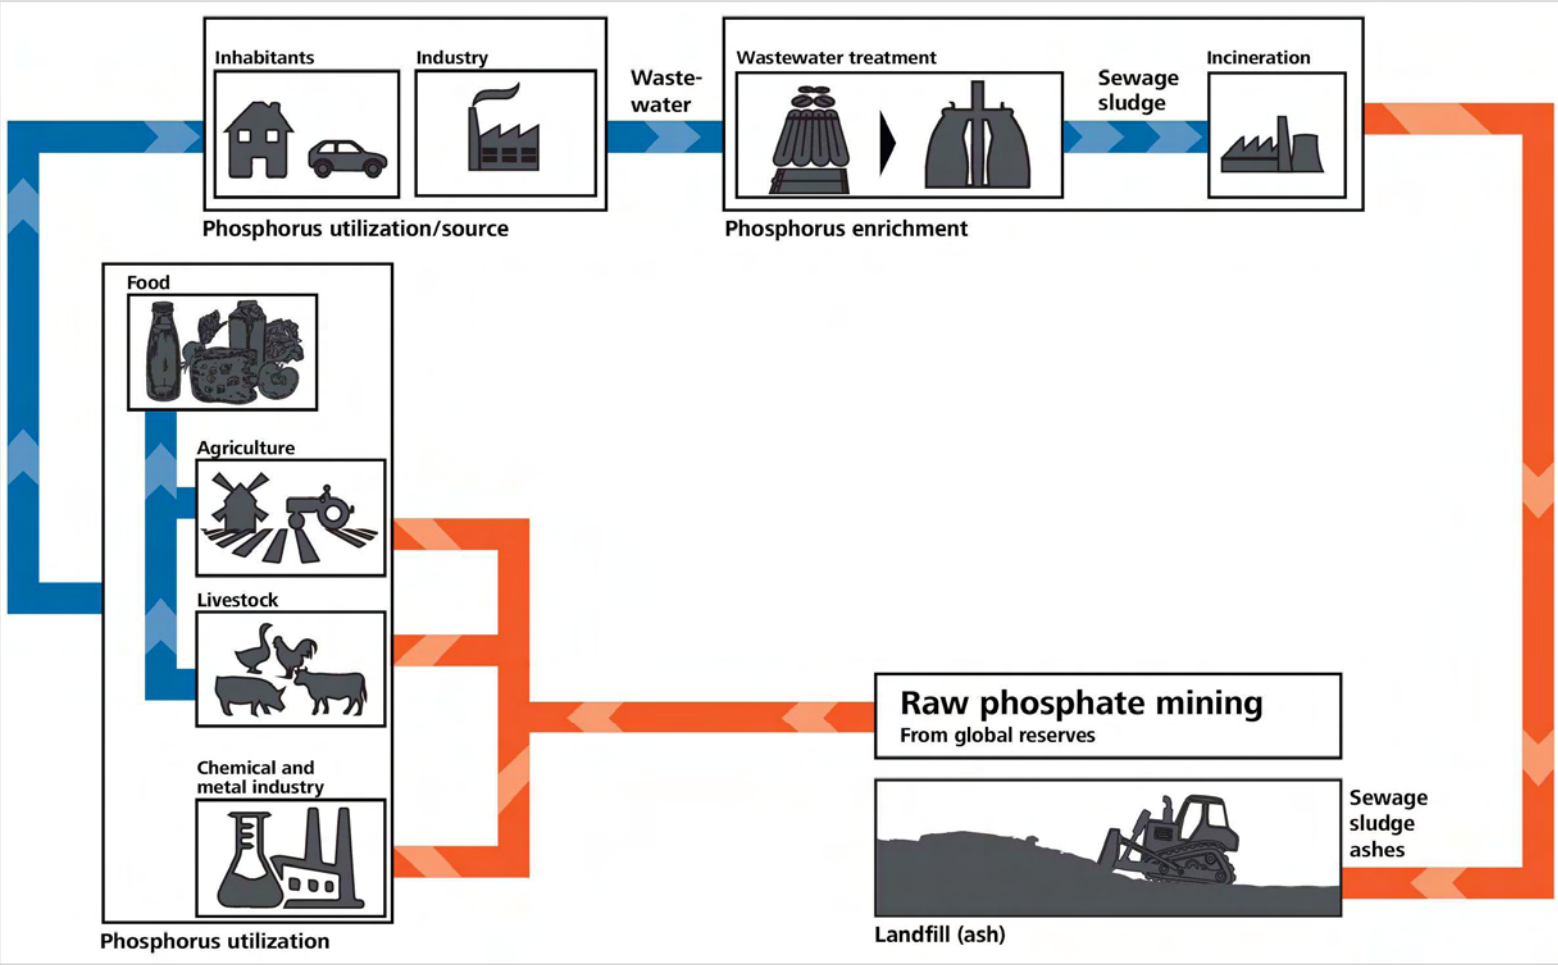 Inhabitants
Industry
Waste-
water
Wastewater treatment
Sewage
sludge
Incineration
Phosphorus utilization/source
Phosphorus enrichment
Food
Agriculture
Livestock
Chemical and
metal industry
Phosphorus utilization
Raw phosphate mining
From global reserves
Sewage
sludge
ashes
Landfill (ash)